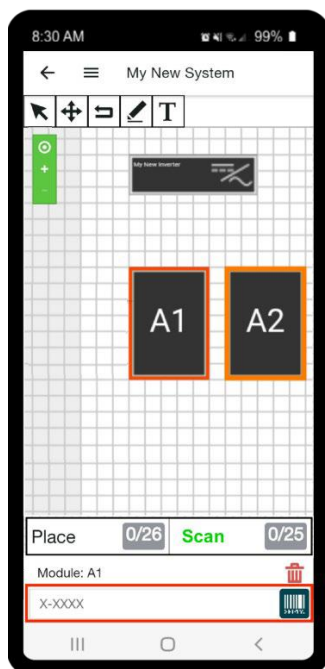 8:30 AM 99%
My New System
T
+
-
My New Inverter
A1 A2
Place 0/26 Scan 0/25
Module: A1
X-XXXX